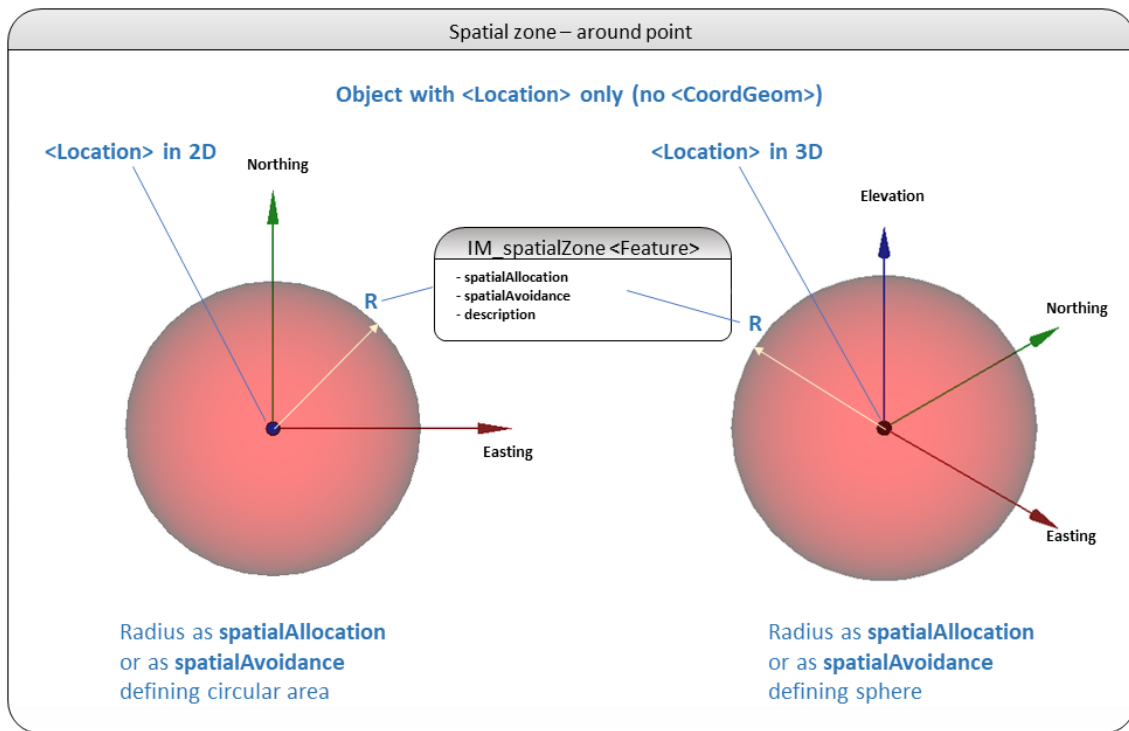 Spatial zone – around point
Object with <Location> only (no <CoordGeom>)
<Location> in 2D
<Location> in 3D
Northing
Elevation
IM_spatialZone <Feature>
- spatialAllocation
- spatialAvoidance
- description
R
R
Northing
Easting
Easting
Radius as spatialAllocation
or as spatialAvoidance
defining circular area
Radius as spatialAllocation
or as spatialAvoidance
defining sphere